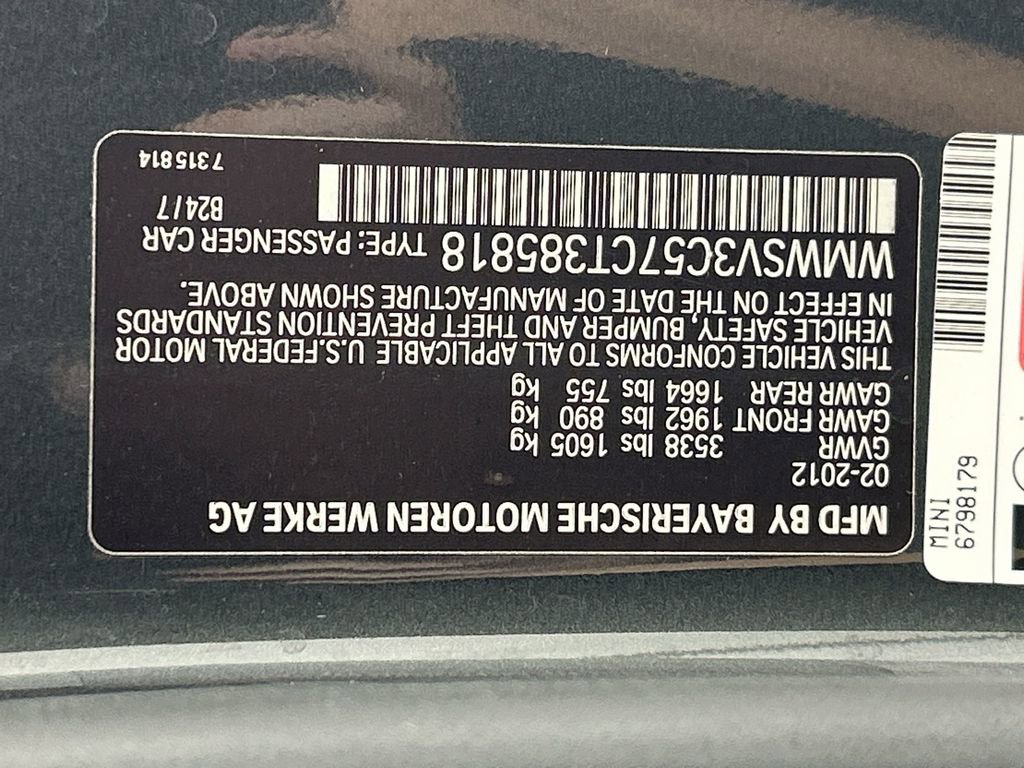 MFD BY BAYERISCHE MOTOREN WERKE AG
02-2012
GVWR 3538 lbs 1605 kg
GAWR FRONT 1962 lbs 890 kg
GAWR REAR 1664 lbs 755 kg
THIS VEHICLE CONFORMS TO ALL APPLICABLE U.S.FEDERAL MOTOR
VEHICLE SAFETY, BUMPER AND THEFT PREVENTION STANDARDS
IN EFFECT ON THE DATE OF MANUFACTURE SHOWN ABOVE.
WMWSV3C57CT385818 TYPE: PASSENGER CAR
B24/7
7315814
MINI
6798179